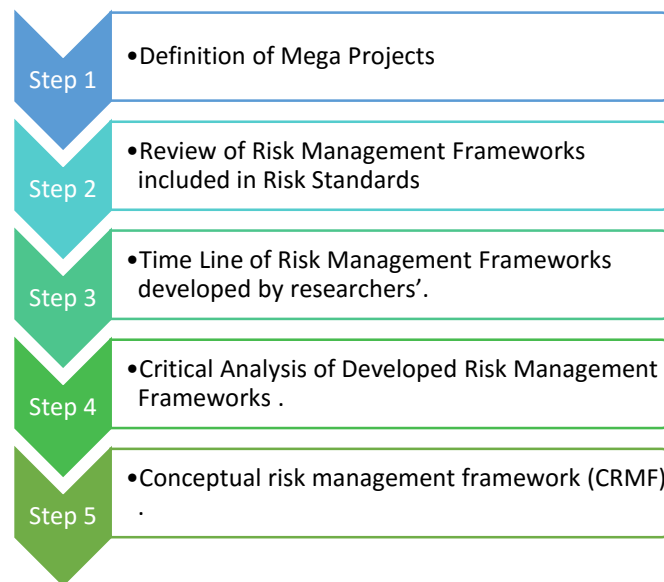 Step 1
•Definition of Mega Projects
Step 2
•Review of Risk Management Frameworks
included in Risk Standards
Step 3
•Time Line of Risk Management Frameworks
developed by researchers’.
Step 4
•Critical Analysis of Developed Risk Management
Frameworks .
Step 5
•Conceptual risk management framework (CRMF)
.